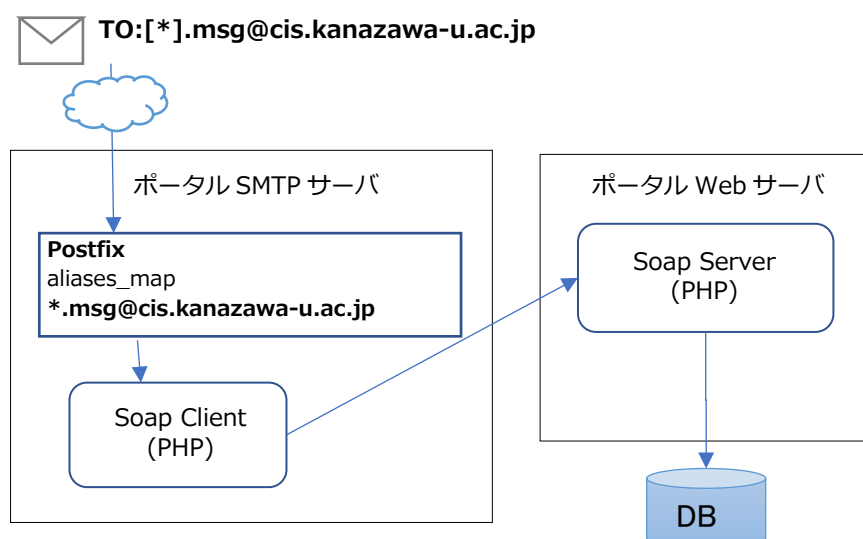 TO:[*].msg@cis.kanazawa-u.ac.jp
ポータル SMTP サーバ
Postfix
aliases_map
*.msg@cis.kanazawa-u.ac.jp
Soap Client
(PHP)
ポータル Web サーバ
Soap Server
(PHP)
DB